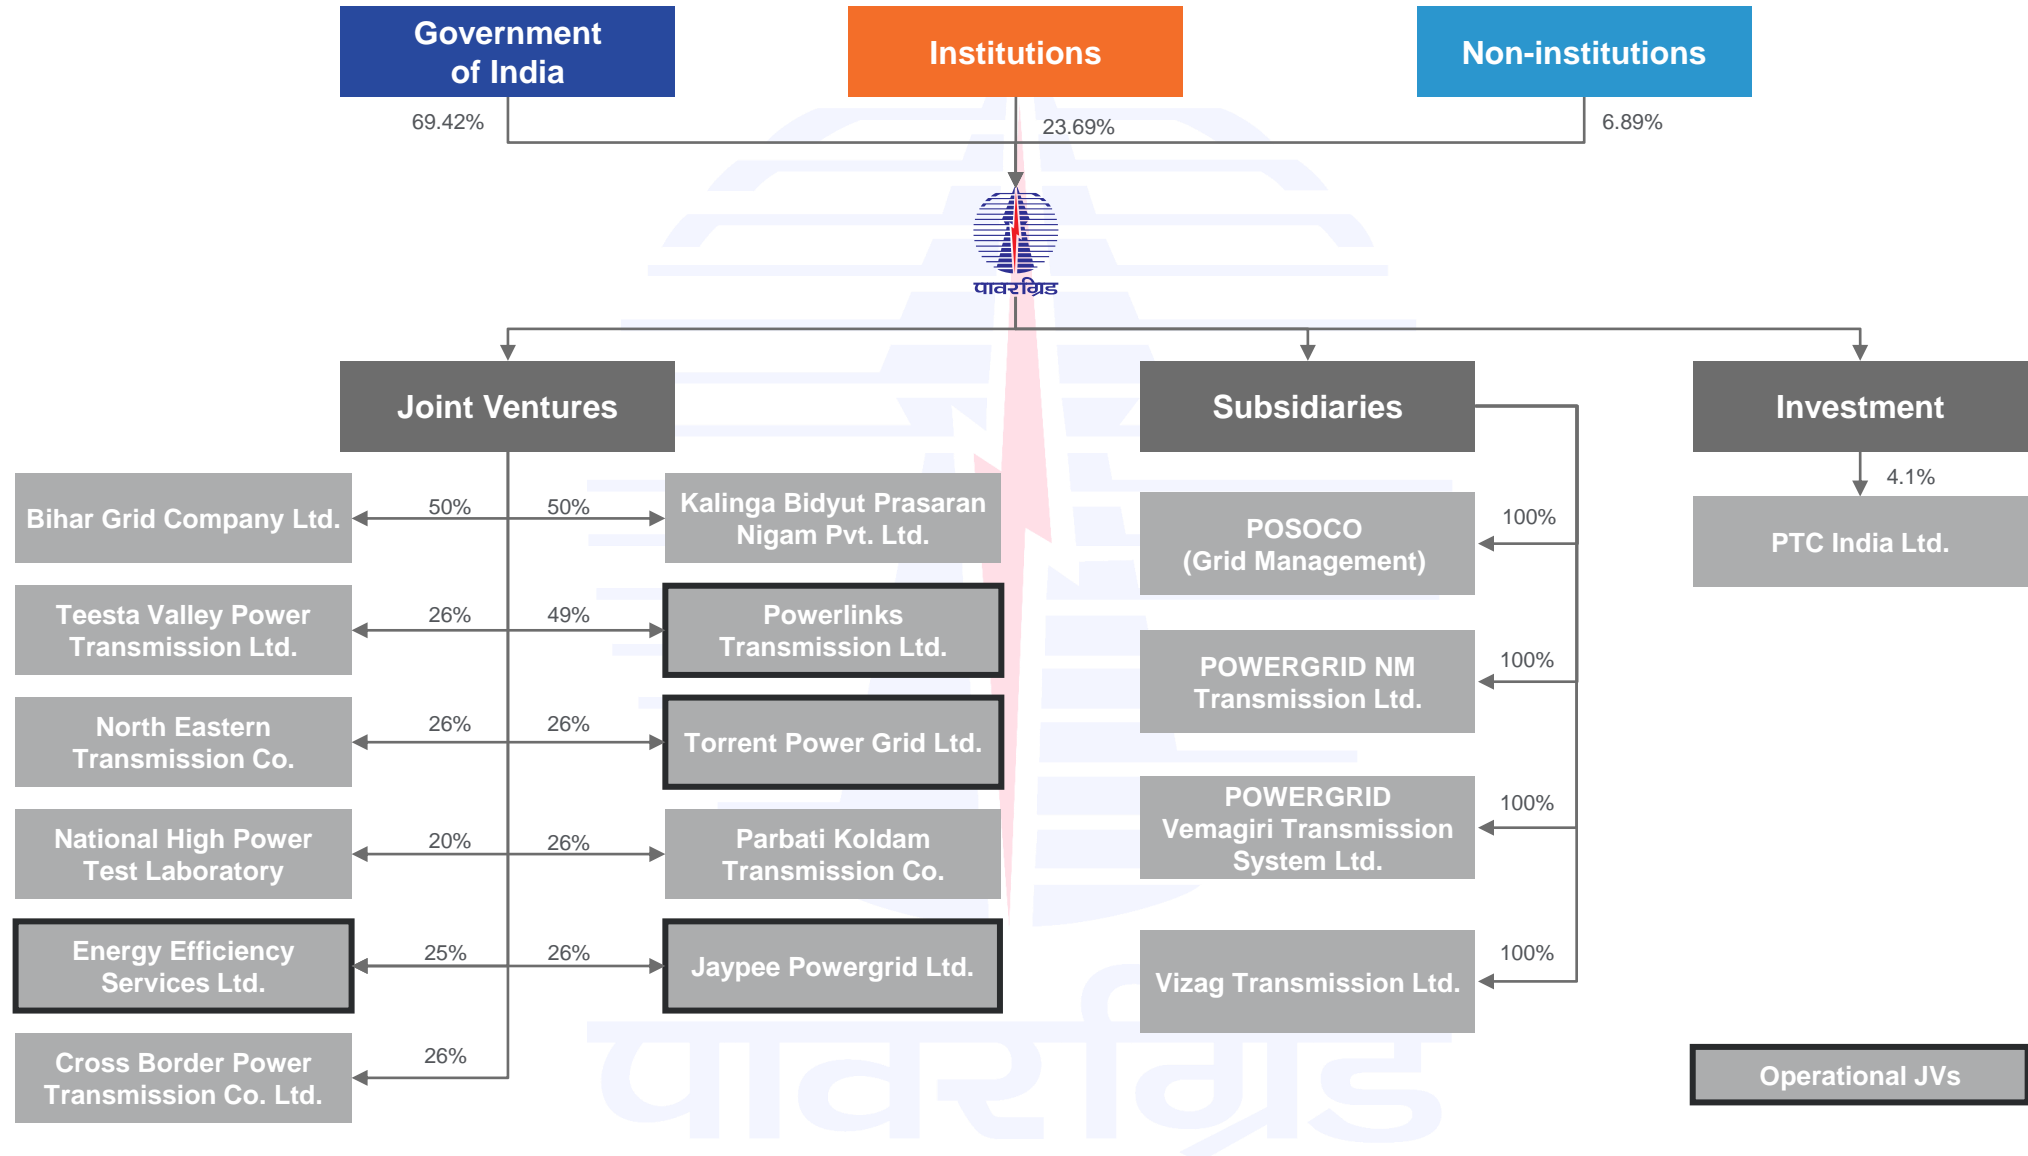 Government
of India
Institutions
Non-institutions
69.42%
23.69%
6.89%
पावरग्रिड
Joint Ventures
Subsidiaries
Investment
4.1%
Bihar Grid Company Ltd.
50%
50%
Kalinga Bidyut Prasaran
Nigam Pvt. Ltd.
POSOCO
(Grid Management)
100%
PTC India Ltd.
Teesta Valley Power
Transmission Ltd.
26%
49%
Powerlinks
Transmission Ltd.
POWERGRID NM
Transmission Ltd.
100%
North Eastern
Transmission Co.
26%
26%
Torrent Power Grid Ltd.
POWERGRID
Vemagiri Transmission
System Ltd.
100%
National High Power
Test Laboratory
20%
26%
Parbati Koldam
Transmission Co.
Energy Efficiency
Services Ltd.
25%
26%
Jaypee Powergrid Ltd.
Vizag Transmission Ltd.
100%
Cross Border Power
Transmission Co. Ltd.
26%
Operational JVs
पावरग्रिड